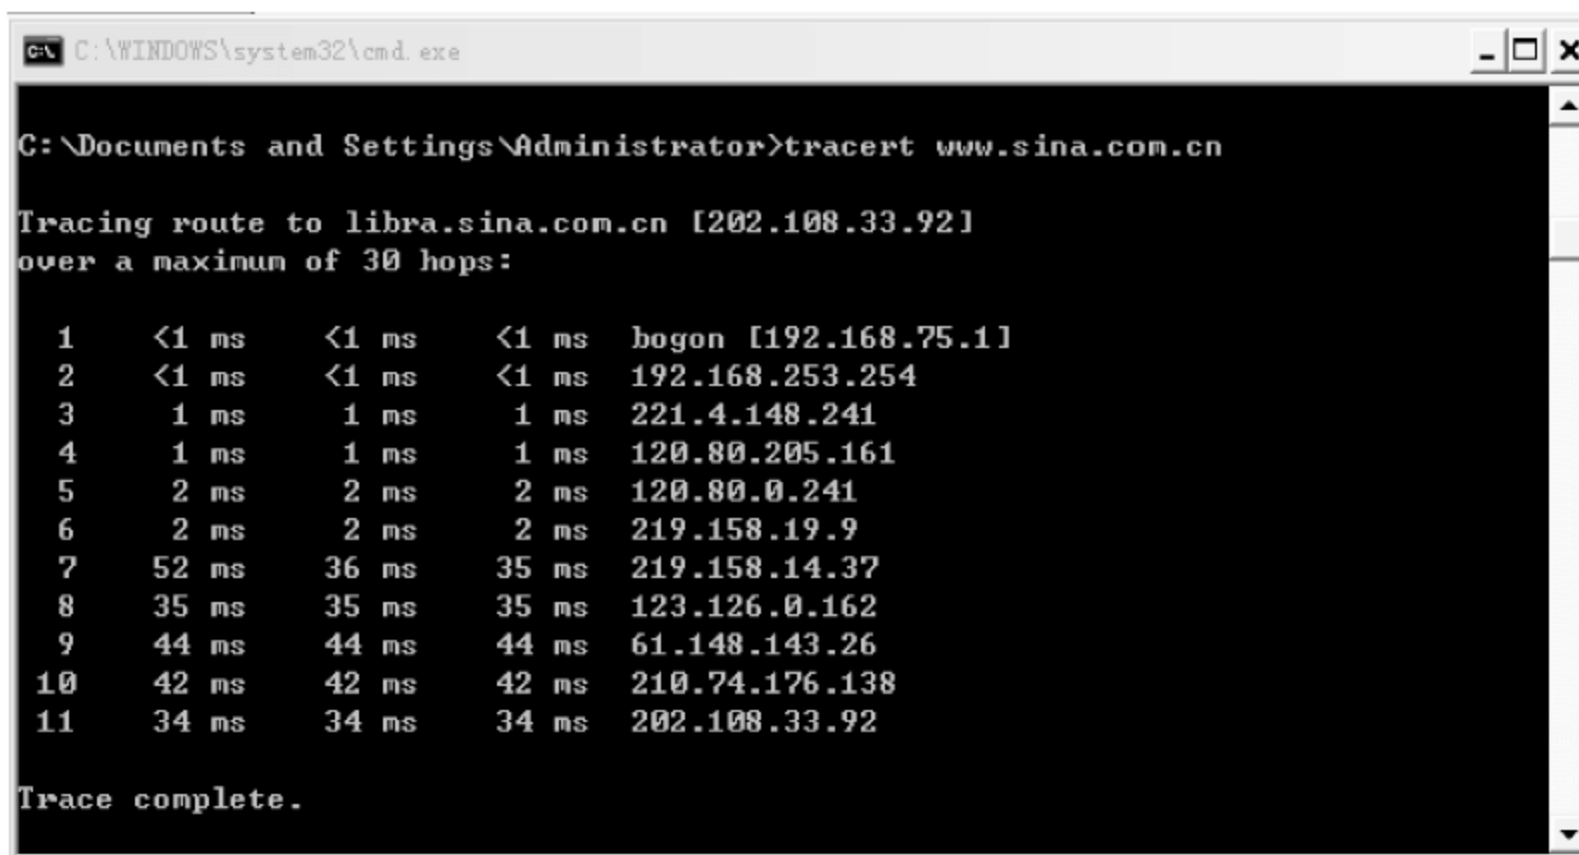 C:\WINDOWS\system32\cmd.exe
C:\Documents and Settings\Administrator>tracert www.sina.com.cn
Tracing route to libra.sina.com.cn [202.108.33.92]
over a maximum of 30 hops:
1 <1 ms <1 ms <1 ms bogon [192.168.75.1]
2 <1 ms <1 ms <1 ms 192.168.253.254
3 1 ms 1 ms 1 ms 221.4.148.241
4 1 ms 1 ms 1 ms 120.80.205.161
5 2 ms 2 ms 2 ms 120.80.0.241
6 2 ms 2 ms 2 ms 219.158.19.9
7 52 ms 36 ms 35 ms 219.158.14.37
8 35 ms 35 ms 35 ms 123.126.0.162
9 44 ms 44 ms 44 ms 61.148.143.26
10 42 ms 42 ms 42 ms 210.74.176.138
11 34 ms 34 ms 34 ms 202.108.33.92
Trace complete.